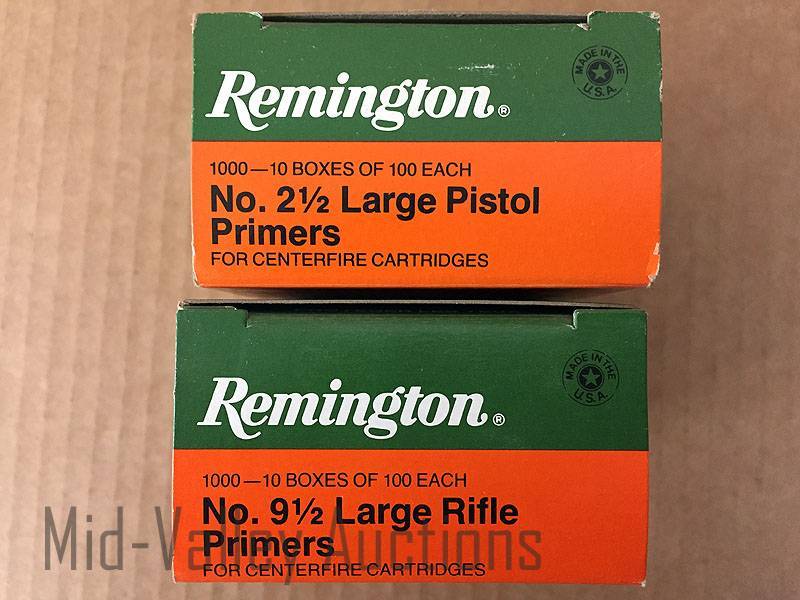 Remington®
MADE IN THE U.S.A.
1000—10 BOXES OF 100 EACH
No. 2½ Large Pistol
Primers
FOR CENTERFIRE CARTRIDGES
Remington®
MADE IN THE U.S.A.
1000—10 BOXES OF 100 EACH
No. 9½ Large Rifle
Primers
FOR CENTERFIRE CARTRIDGES
Mid-Valley Auctions